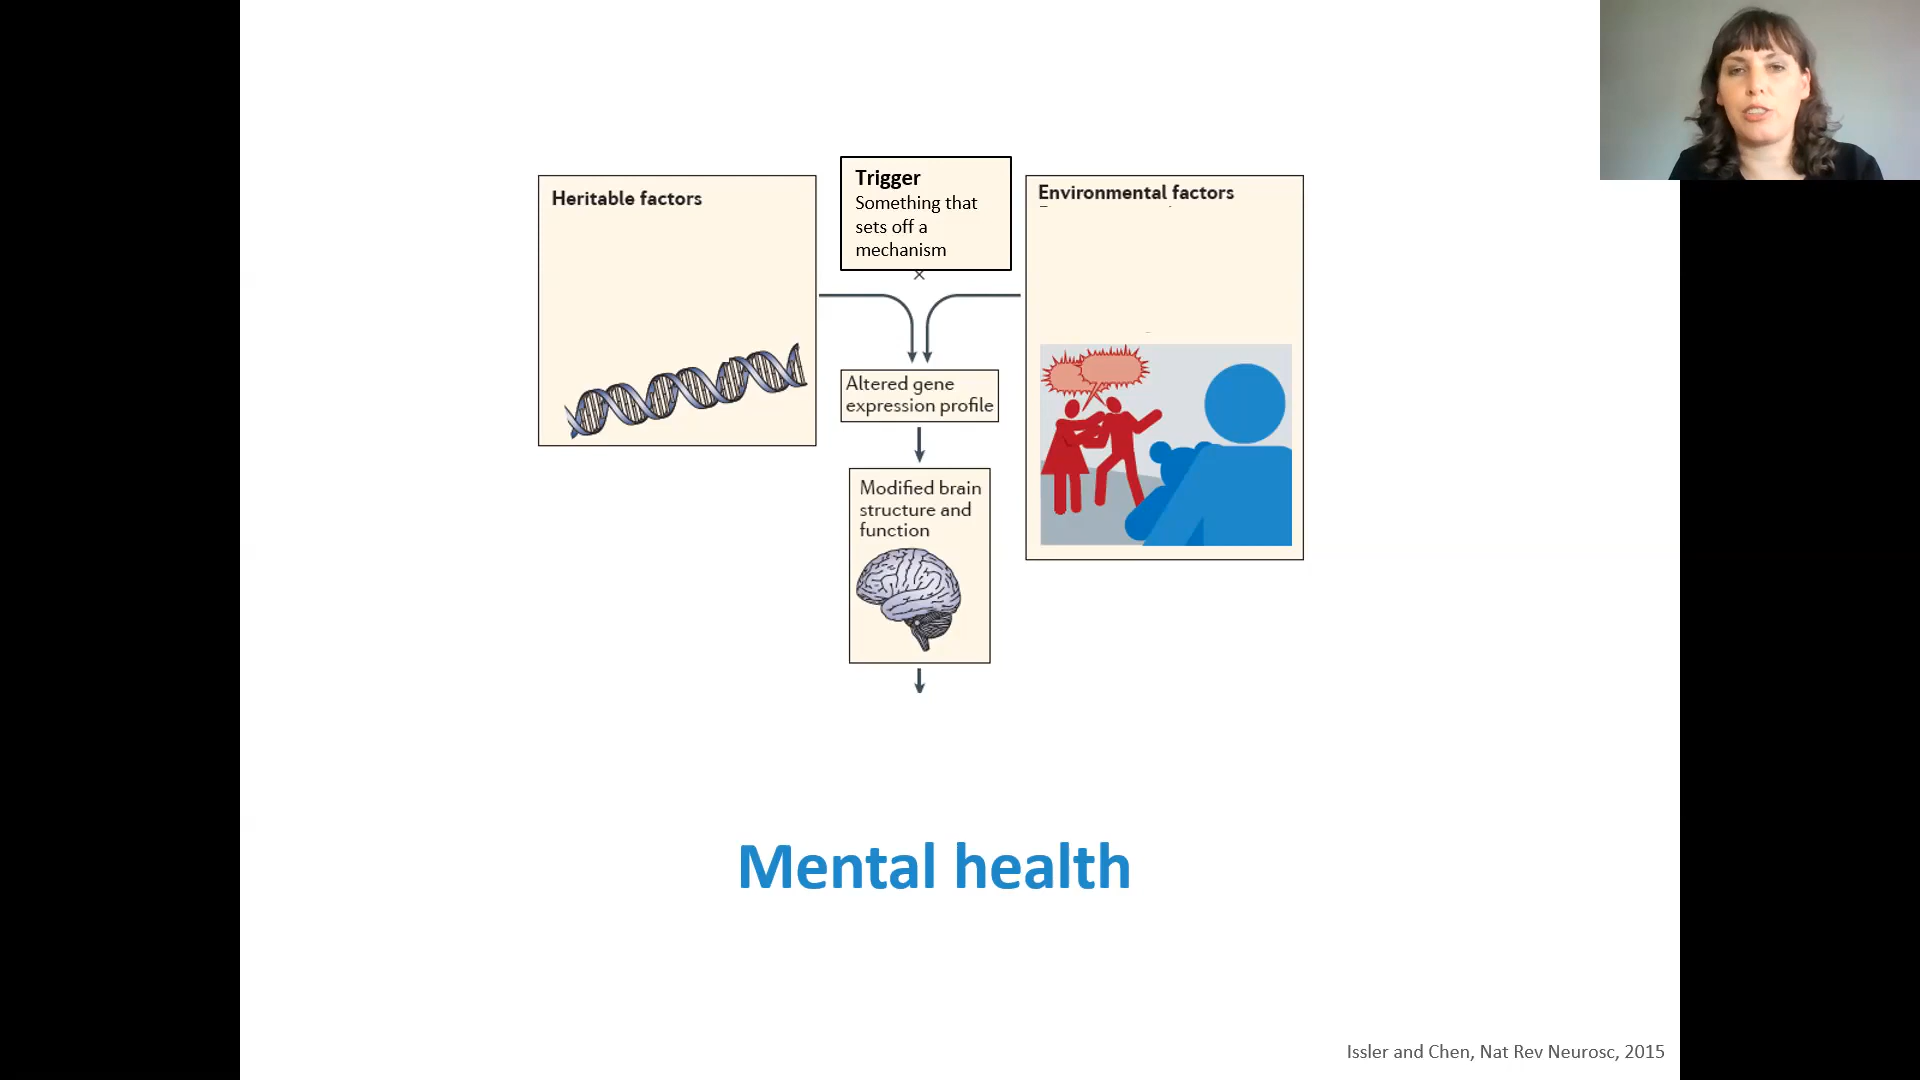 Heritable factors
Trigger
Something that
sets off a
mechanism
×
Environmental factors
Altered gene
expression profile
Modified brain
structure and
function
Mental health
Issler and Chen, Nat Rev Neurosc, 2015